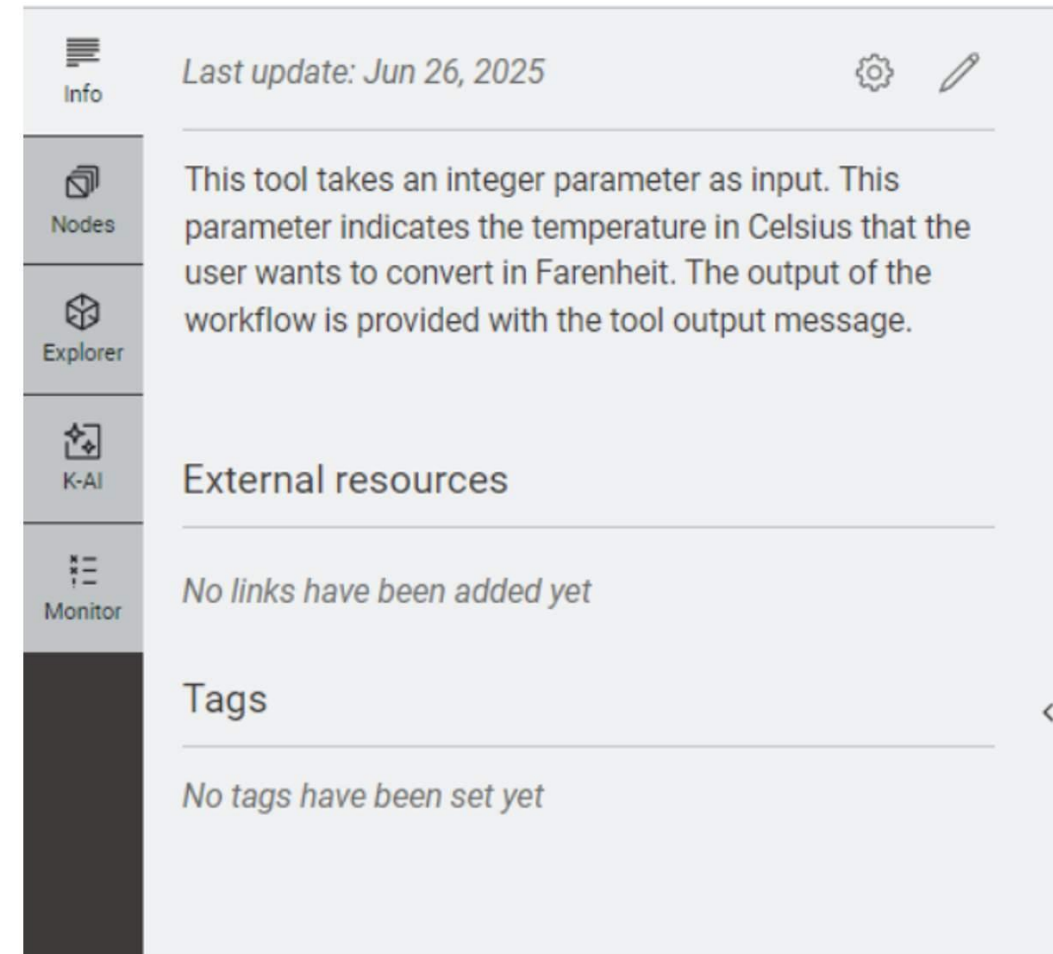 Info
Nodes
Explorer
K-AI
Monitor
Last update: Jun 26, 2025
This tool takes an integer parameter as input. This
parameter indicates the temperature in Celsius that the
user wants to convert in Farenheit. The output of the
workflow is provided with the tool output message.
External resources
No links have been added yet
Tags
No tags have been set yet